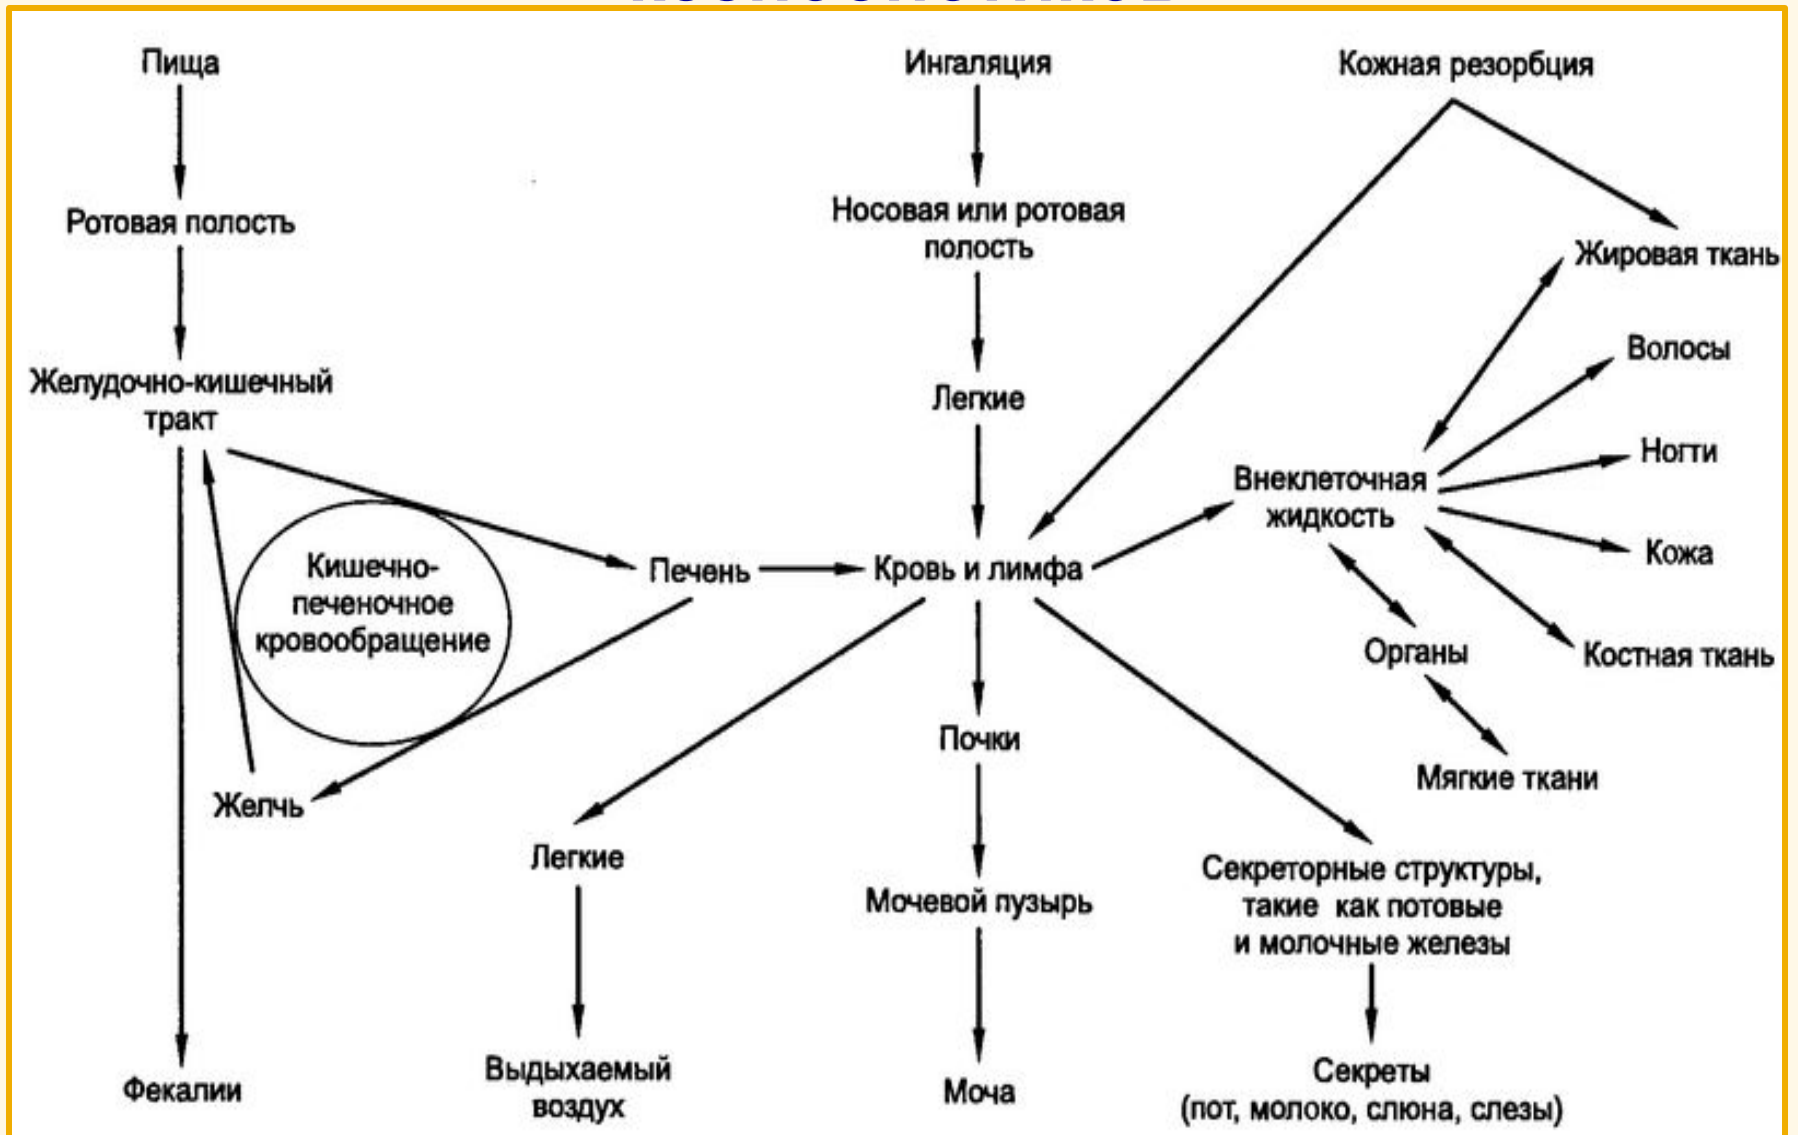 Пища
Ингаляция
Кожная резорбция
Ротовая полость
Носовая или ротовая
полость
Жировая ткань
Волосы
Желудочно-кишечный
тракт
Легкие
Ногти
Внеклеточная
жидкость
Кожа
Кишечно-
печеночное
кровообращение
Печень
Кровь и лимфа
Органы
Костная ткань
Почки
Мягкие ткани
Желчь
Легкие
Мочевой пузырь
Секреторные структуры,
такие как потовые
и молочные железы
Фекалии
Выдыхаемый
воздух
Моча
Секреты
(пот, молоко, слюна, слезы)